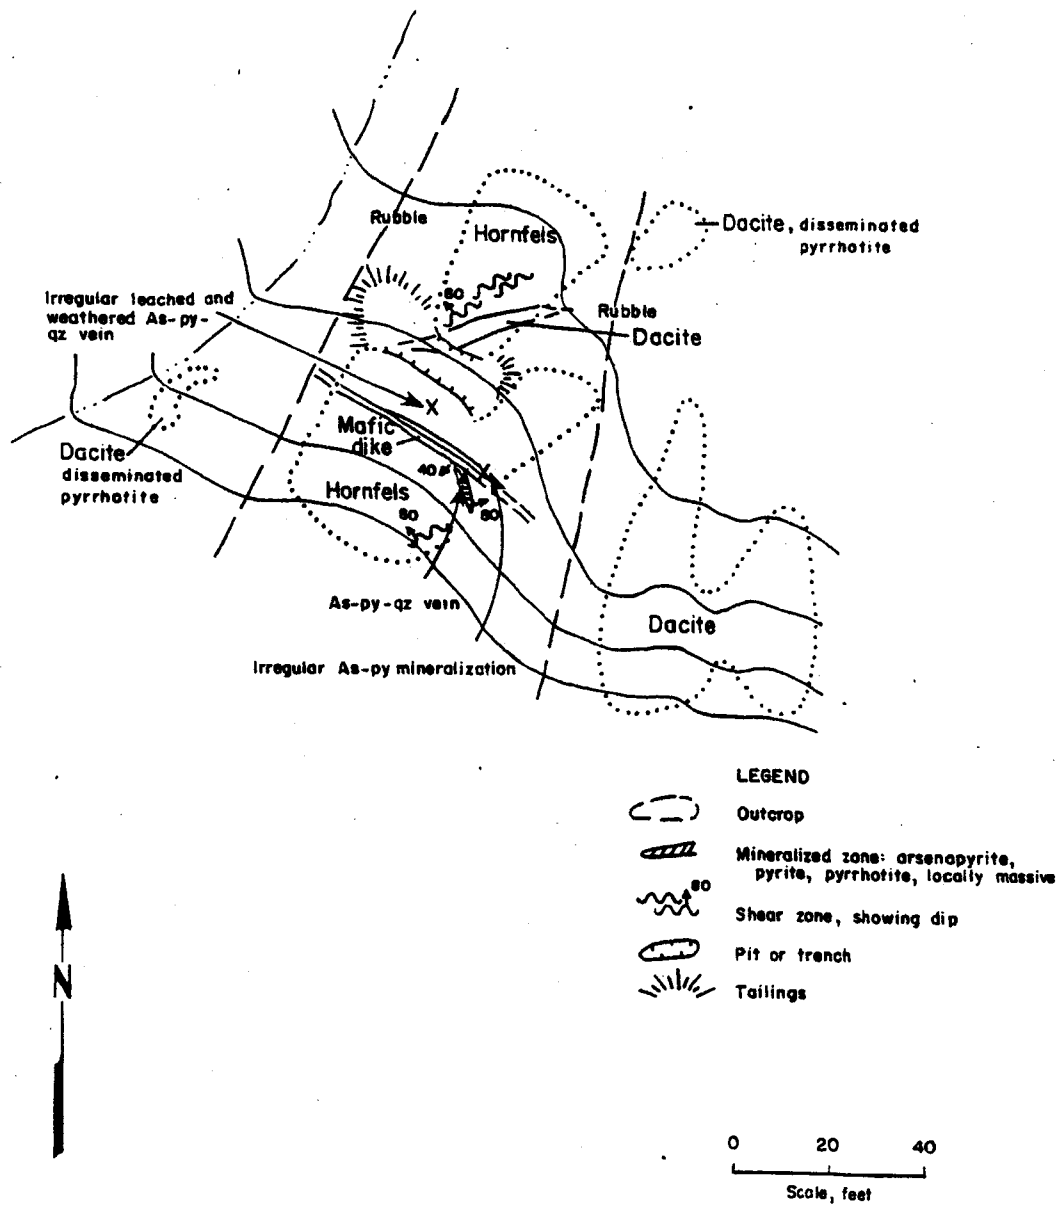 Rubble
Hornfels
Dacite, disseminated
pyrrhotite
80
Irregular leached and
weathered As-py-
qz vein
Rubble
Dacite
X
Mafic
dike
Dacite
disseminated
pyrrhotite
40
Hornfels
80
80
As-py-qz vein
Dacite
Irregular As-py mineralization
LEGEND
Outcrop
Mineralized zone: arsenopyrite,
pyrite, pyrrhotite, locally massive
80
Shear zone, showing dip
Pit or trench
Tailings
N
0 20 40
Scale, feet